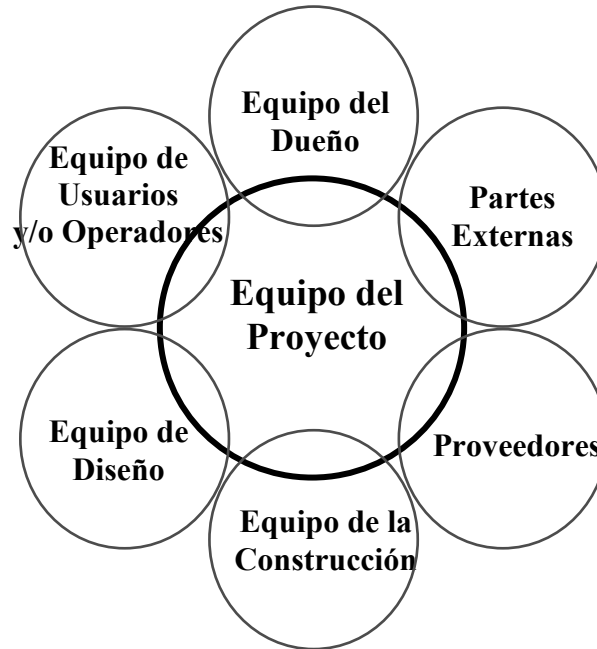 Equipo del
Dueño
Equipo de
Usuarios
y/o Operadores
Partes
Externas
Equipo del
Proyecto
Equipo de
Diseño
Proveedores
Equipo de la
Construcción